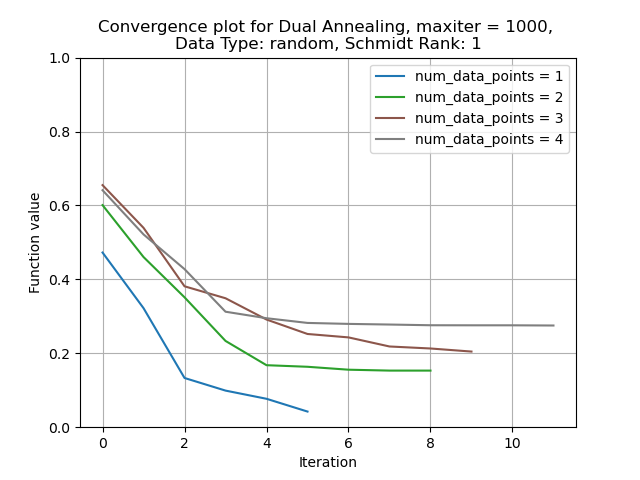 Convergence plot for Dual Annealing, maxiter = 1000,
Data Type: random, Schmidt Rank: 1
num_data_points = 1
num_data_points = 2
num_data_points = 3
num_data_points = 4
Function value
1.0
0.8
0.6
0.4
0.2
0.0
0 2 4 6 8 10
Iteration